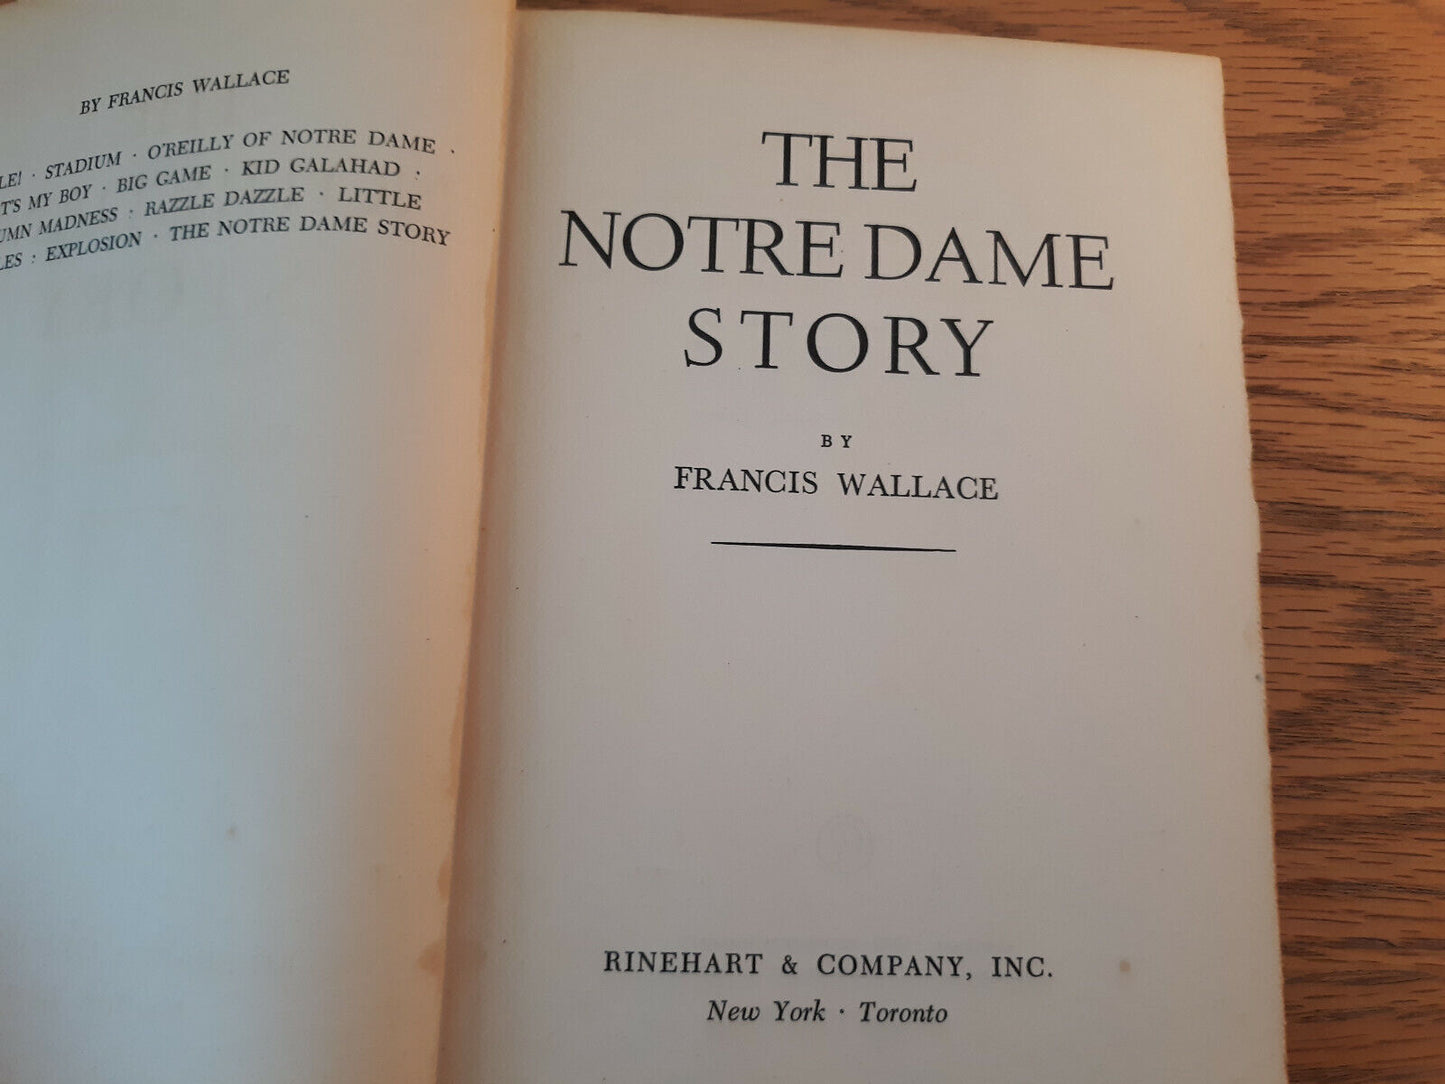 BY FRANCIS WALLACE
STADIUM · O'REILLY OF NOTRE DAME ·
MY BOY · BIG GAME · KID GALAHAD ·
MADNESS · RAZZLE DAZZLE · LITTLE
EXPLOSION · THE NOTRE DAME STORY
THE
NOTRE DAME
STORY
BY
FRANCIS WALLACE
RINEHART & COMPANY, INC.
New York · Toronto